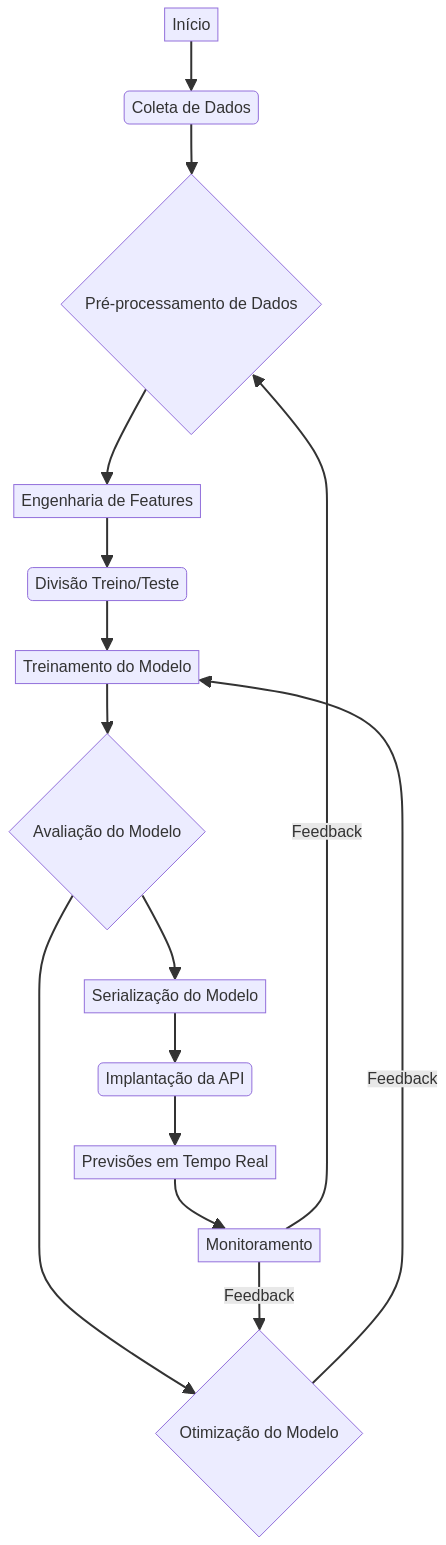 Início
Coleta de Dados
Pré-processamento de Dados
Engenharia de Features
Divisão Treino/Teste
Treinamento do Modelo
Avaliação do Modelo
Feedback
Serialização do Modelo
Implantação da API
Feedback
Previsões em Tempo Real
Monitoramento
Feedback
Otimização do Modelo